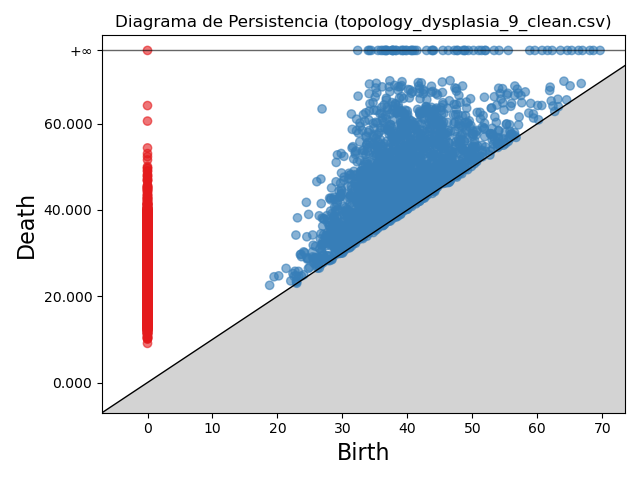 Diagrama de Persistencia (topology_dysplasia_9_clean.csv)
+∞
60.000
40.000
20.000
0.000
Death
0 10 20 30 40 50 60 70
Birth